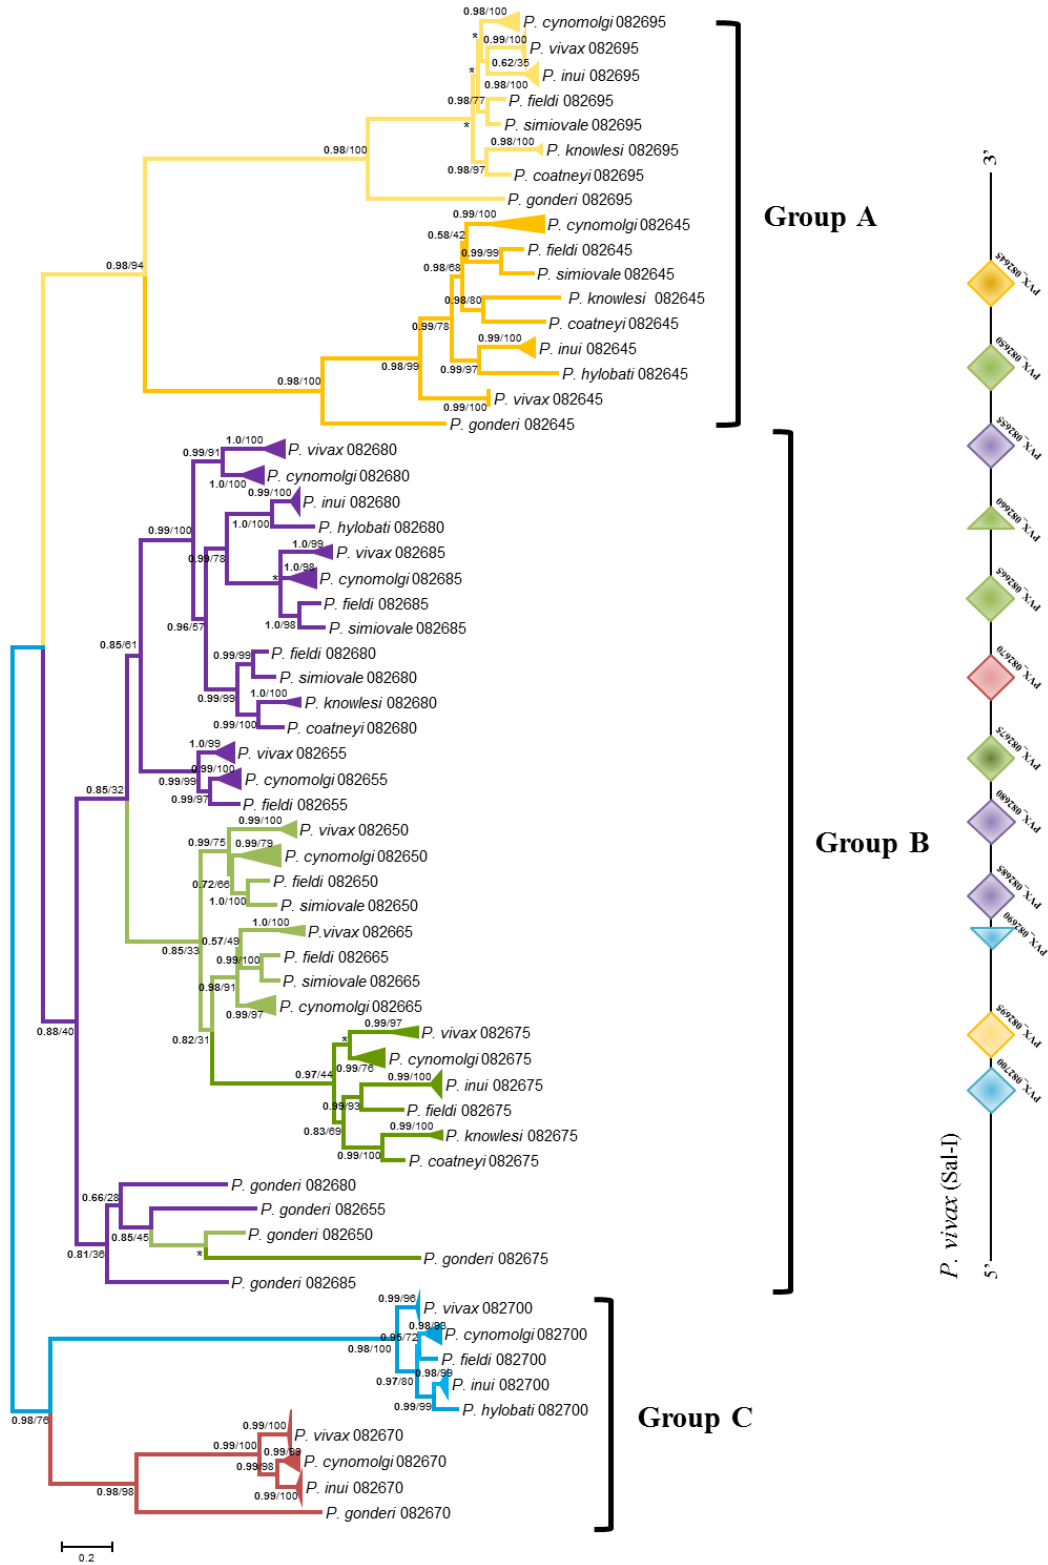 0.98/100
P. cynomolgi 082695
*
0.99/100
P. vivax 082695
0.62/35
*
P. inui 082695
0.98/100
0.98/77
P. fieldi 082695
*
P. simiovale 082695
0.98/100
P. knowlesi 082695
0.98/100
0.98/97
P. coatneyi 082695
P. gonderi 082695
Group A
0.99/100
P. cynomolgi 082645
0.58/42
0.99/99
P. fieldi 082645
0.98/94
0.98/68
P. simiovale 082645
0.98/80
P. knowlesi 082645
0.99/78
P. coatneyi 082645
0.99/100
P. inui 082645
0.98/99
0.99/97
P. hylobati 082645
0.98/100
P. vivax 082645
0.99/100
P. gonderi 082645
1.0/100
P. vivax 082680
0.99/91
P. cynomolgi 082680
1.0/100
0.99/100
P. inui 082680
1.0/100
P. hylobati 082680
0.99/100
1.0/99
P. vivax 082685
0.99/78
1.0/98
*
P. cynomolgi 082685
P. fieldi 082685
1.0/98
P. simiovale 082685
0.96/57
0.85/61
0.99/99
P. fieldi 082680
P. simiovale 082680
0.99/99
1.0/100
P. knowlesi 082680
0.99/100
P. coatneyi 082680
1.0/99
P. vivax 082655
0.99/100
0.99/99
P. cynomolgi 082655
0.99/97
P. fieldi 082655
0.85/32
0.99/100
P. vivax 082650
0.99/75
0.99/79
P. cynomolgi 082650
Group B
0.72/66
P. fieldi 082650
1.0/100
P. simiovale 082650
1.0/100
P.vivax 082665
0.57/49
0.85/33
0.99/100
P. fieldi 082665
0.98/91
P. simiovale 082665
P. cynomolgi 082665
0.99/97
0.88/40
0.99/97
P. vivax 082675
0.82/31
*
P. cynomolgi 082675
0.99/76
0.97/44
0.99/100
P. inui 082675
0.99/93
P. fieldi 082675
0.83/69
0.99/100
P. knowlesi 082675
0.99/100
P. coatneyi 082675
P. gonderi 082680
0.66/28
P. gonderi 082655
0.85/45
P. gonderi 082650
0.81/36
*
P. gonderi 082675
P. gonderi 082685
0.99/96
P. vivax 082700
0.98/93
0.95/72
P. cynomolgi 082700
0.98/100
P. fieldi 082700
0.98/99
0.97/80
P. inui 082700
0.99/99
P. hylobati 082700
0.98/76
Group C
0.99/100
P. vivax 082670
0.99/100
0.99/99
P. cynomolgi 082670
0.99/98
P. inui 082670
0.99/100
0.98/98
P. gonderi 082670
0.2
3’
PVX_082645
PVX_082650
PVX_082655
PVX_082660
PVX_082665
PVX_082670
PVX_082675
PVX_082680
PVX_082685
PVX_082690
PVX_082695
PVX_082700
P. vivax (Sal-I)
5’